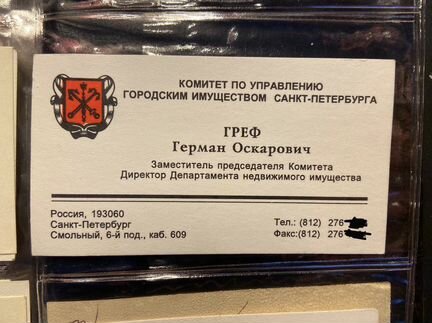 КОМИТЕТ ПО УПРАВЛЕНИЮ
ГОРОДСКИМ ИМУЩЕСТВОМ САНКТ-ПЕТЕРБУРГА
ГРЕФ
Герман Оскарович
Заместитель председателя Комитета
Директор Департамента недвижимого имущества
Россия, 193060
Санкт-Петербург
Смольный, 6-й под., каб. 609
Тел.: (812) 276
Факс:(812) 276